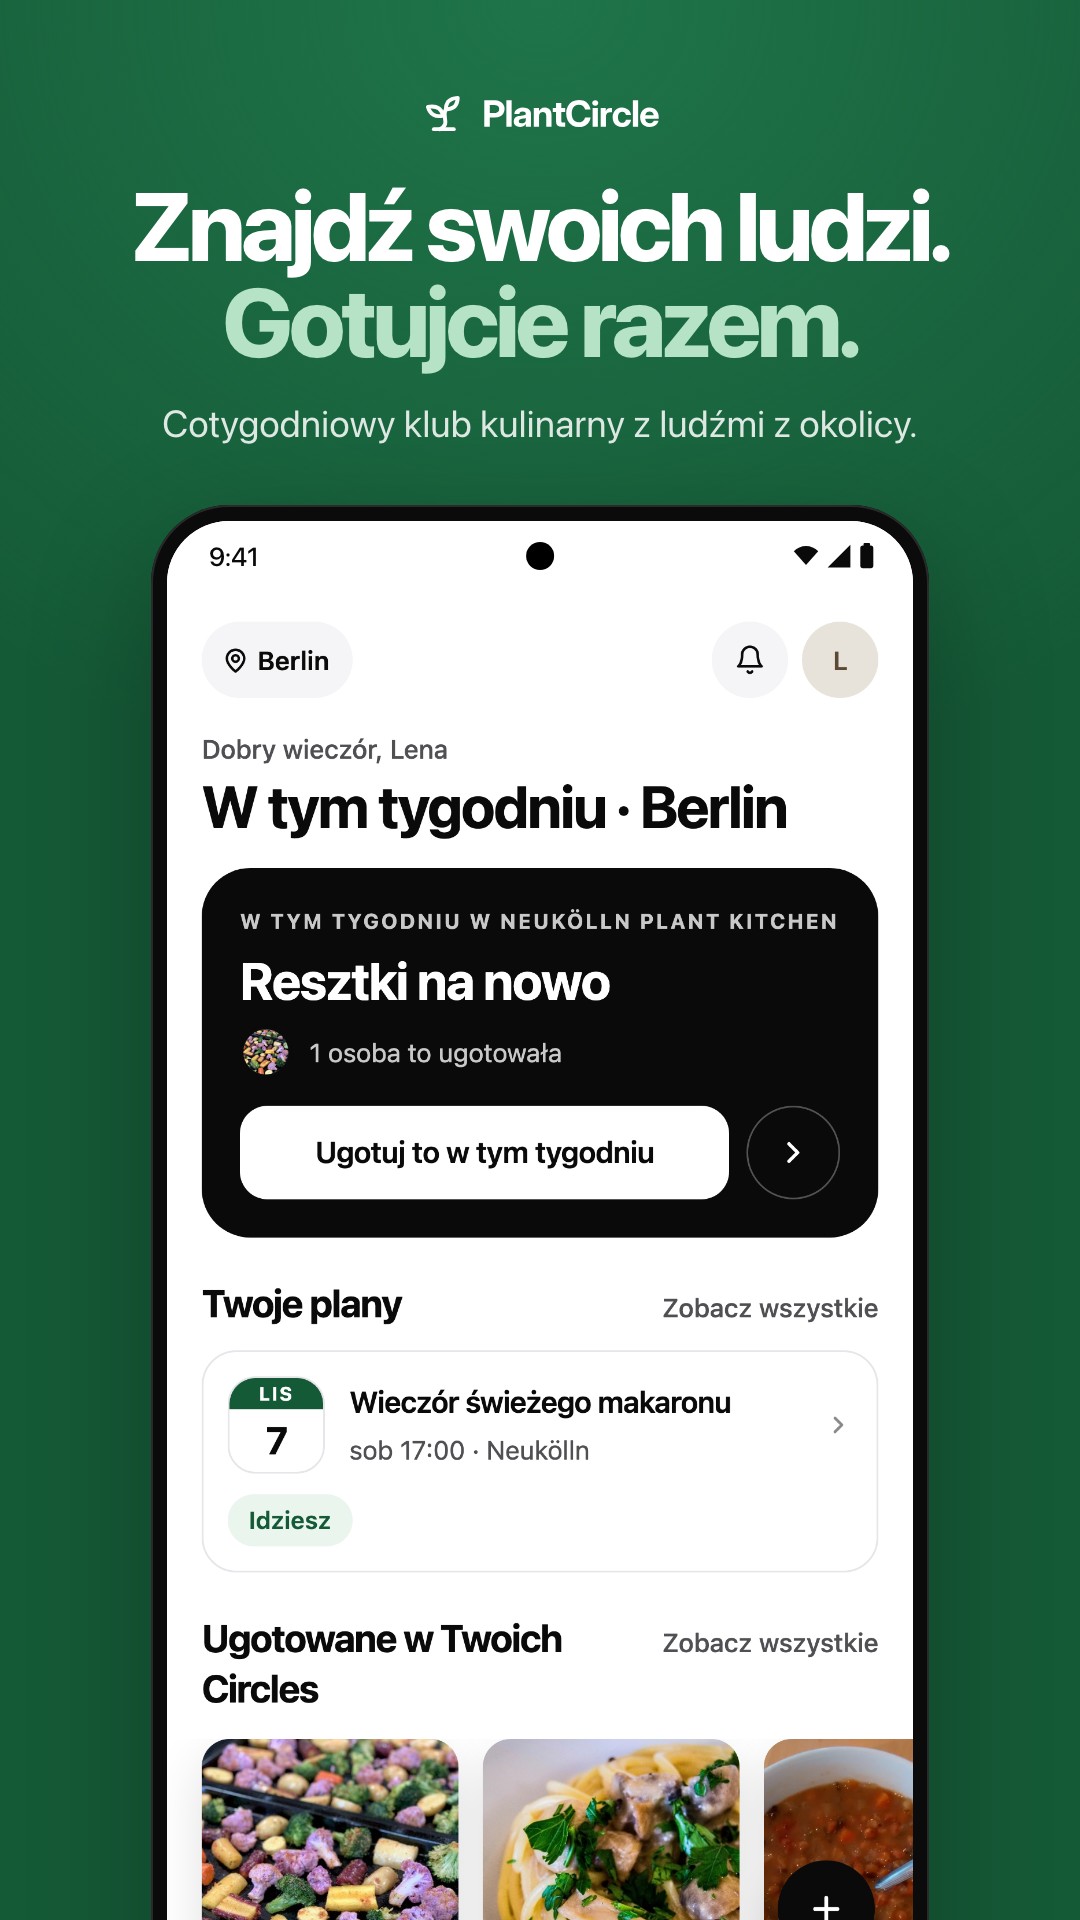 PlantCircle
Znajdź swoich ludzi.
Gotujcie razem.
Cotygodniowy klub kulinarny z ludźmi z okolicy.
9:41
Berlin
L
Dobry wieczór, Lena
W tym tygodniu · Berlin
W TYM TYGODNIU W NEUKÖLLN PLANT KITCHEN
Resztki na nowo
1 osoba to ugotowała
Ugotuj to w tym tygodniu
Twoje plany
Zobacz wszystkie
LIS
7
Wieczór świeżego makaronu
sob 17:00 · Neukölln
Idziesz
Ugotowane w Twoich
Circles
Zobacz wszystkie